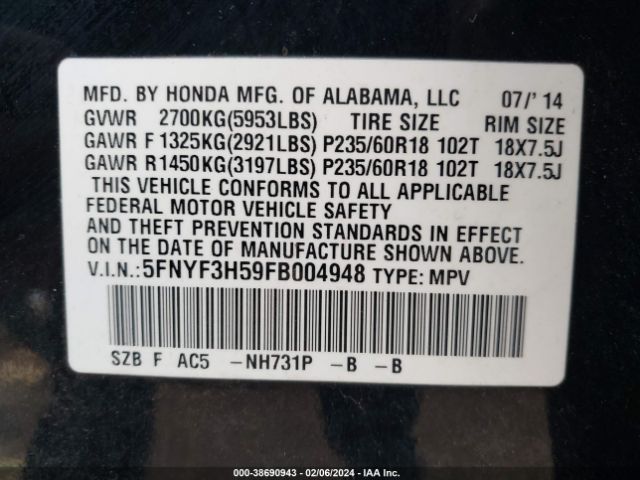 MFD. BY HONDA MFG. OF ALABAMA, LLC 07/'14
GVWR 2700KG(5953LBS) TIRE SIZE RIM SIZE
GAWR F 1325KG(2921LBS) P235/60R18 102T 18X7.5J
GAWR R1450KG(3197LBS) P235/60R18 102T 18X7.5J
THIS VEHICLE CONFORMS TO ALL APPLICABLE
FEDERAL MOTOR VEHICLE SAFETY
AND THEFT PREVENTION STANDARDS IN EFFECT
ON THE DATE OF MANUFACTURE SHOWN ABOVE.
V.I.N.:5FNYF3H59FB004948 TYPE: MPV
SZB F AC5 -NH731P -B -B
000-38690943 - 02/06/2024 - IAA Inc.